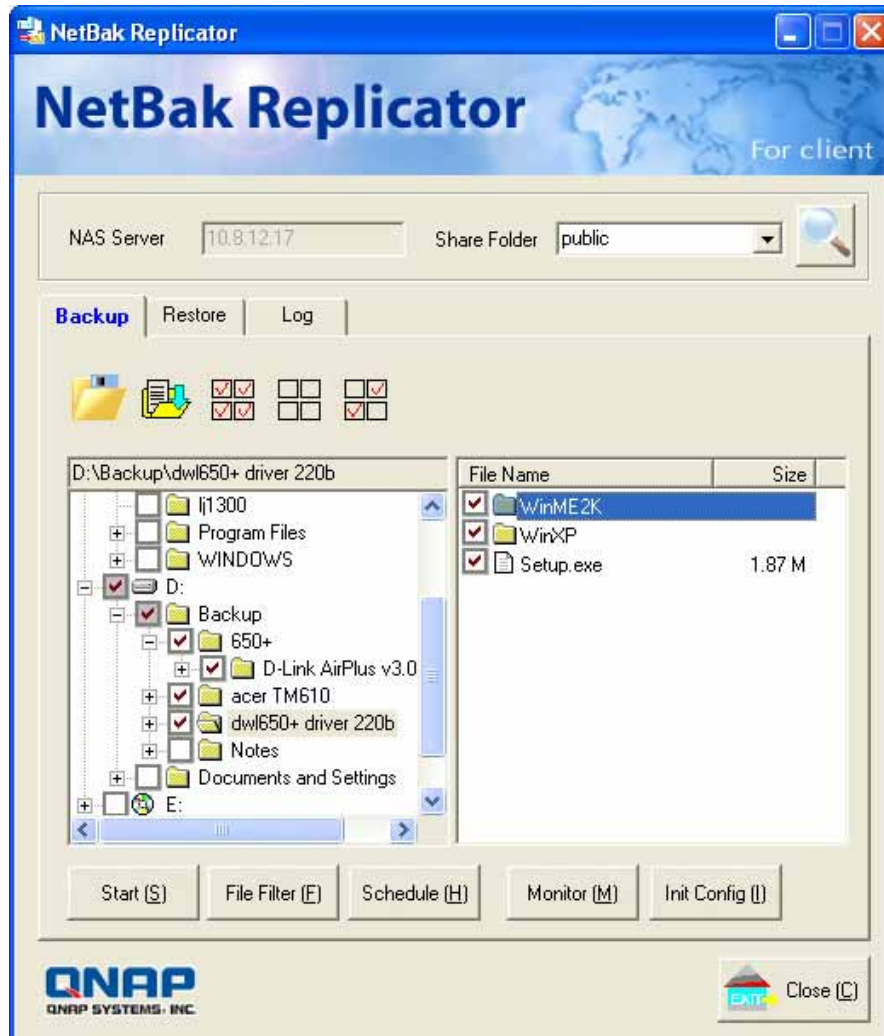 NetBak Replicator
NetBak Replicator
For client
NAS Server 10.8.12.17 Share Folder public
Backup Restore Log
D:\Backup\dwl650+ driver 220b
lj1300
Program Files
WINDOWS
D:
Backup
650+
D-Link AirPlus v3.0
acer TM610
dwl650+ driver 220b
Notes
Documents and Settings
E:
File Name Size
WinME2K
WinXP
Setup.exe 1.87 M
Start (S) File Filter (F) Schedule (H) Monitor (M) Init Config (I)
QNAP
QNAP SYSTEMS, INC
EXIT Close (C)